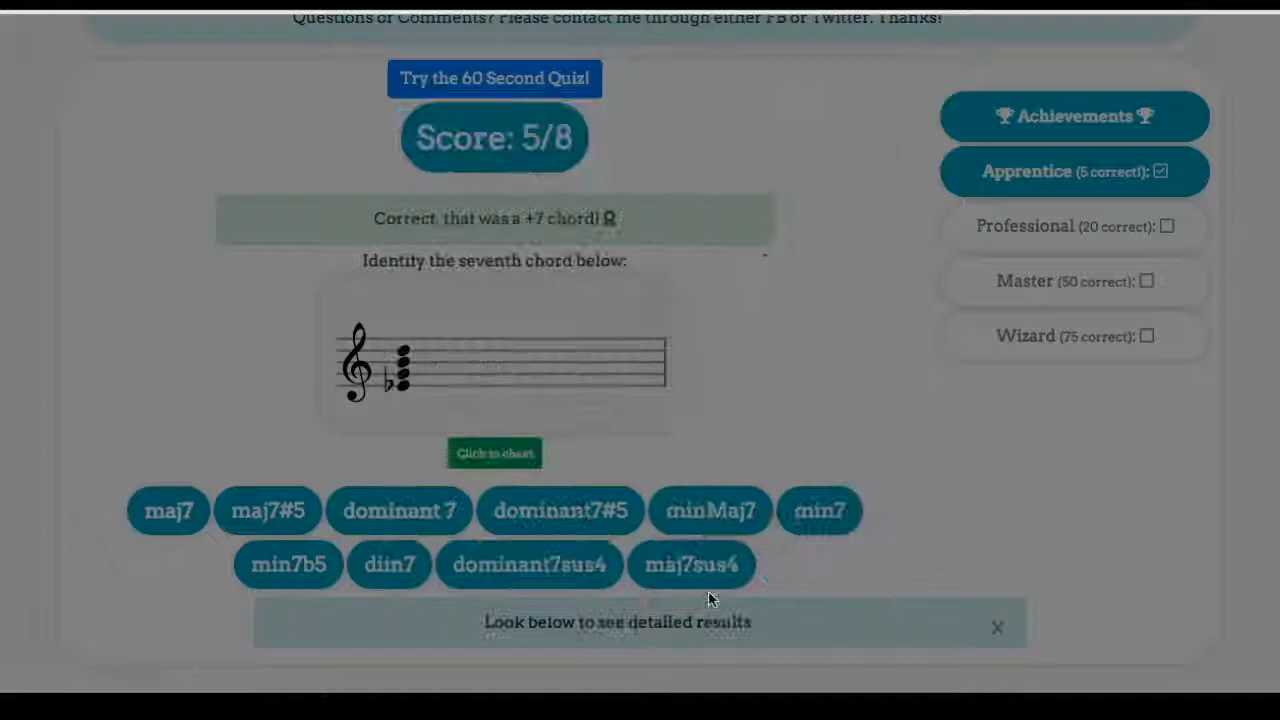 Questions or Comments? Please contact me through either FB or Twitter. Thanks!
Try the 60 Second Quiz!
Score: 5/8
Achievements
Apprentice (5 correct!):
Correct, that was a +7 chord!
Professional (20 correct):
Identity the seventh chord below:
Master (50 correct):
Wizard (75 correct):
Click to cheat
maj7 maj7#5 dominant 7 dominant7#5 minMaj7 min7
min7b5 dim7 dominant7sus4 maj7sus4
Look below to see detailed results
x